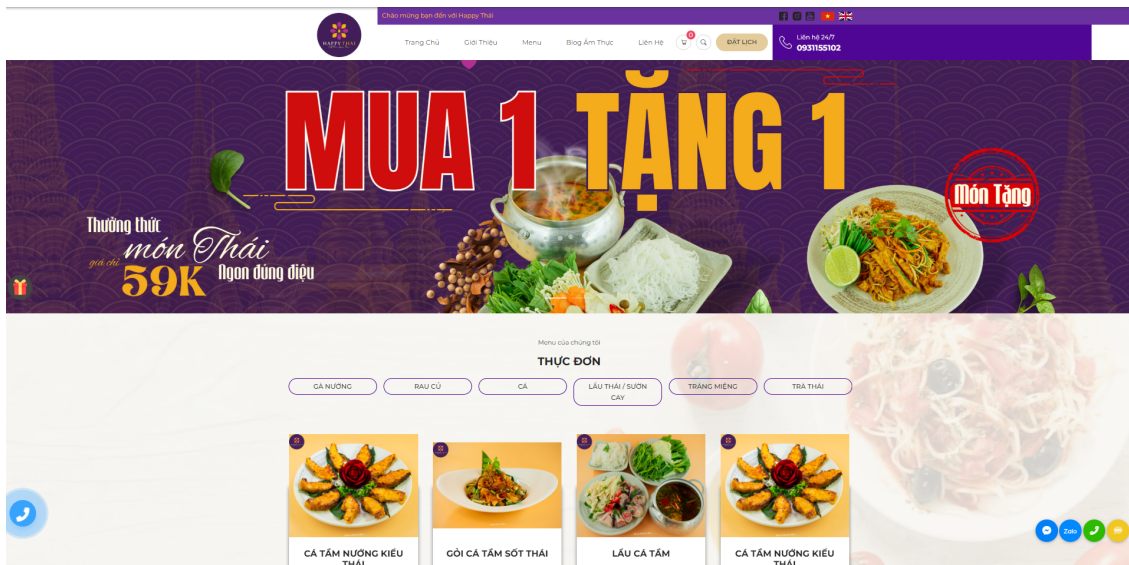 Chào mừng bạn đến với Happy Thái
HAPPY THAI
Trang Chủ
Giới Thiệu
Menu
Blog Ẩm Thực
Liên Hệ
0
ĐẶT LỊCH
Liên hệ 24/7
0931155102
MUA 1 TẶNG 1
Món Tặng
Thưởng thức
món Thái
giá chỉ
59K Ngon đúng điệu
Menu của chúng tôi
THỰC ĐƠN
GÀ NƯỚNG
RAU CỦ
CÁ
LẨU THÁI / SƯỜN
CAY
TRÁNG MIỆNG
TRÀ THÁI
CÁ TẦM NƯỚNG KIỂU
THÁI
GỎI CÁ TẦM SỐT THÁI
LẨU CÁ TẦM
CÁ TẦM NƯỚNG KIỂU
THÁI
Zalo